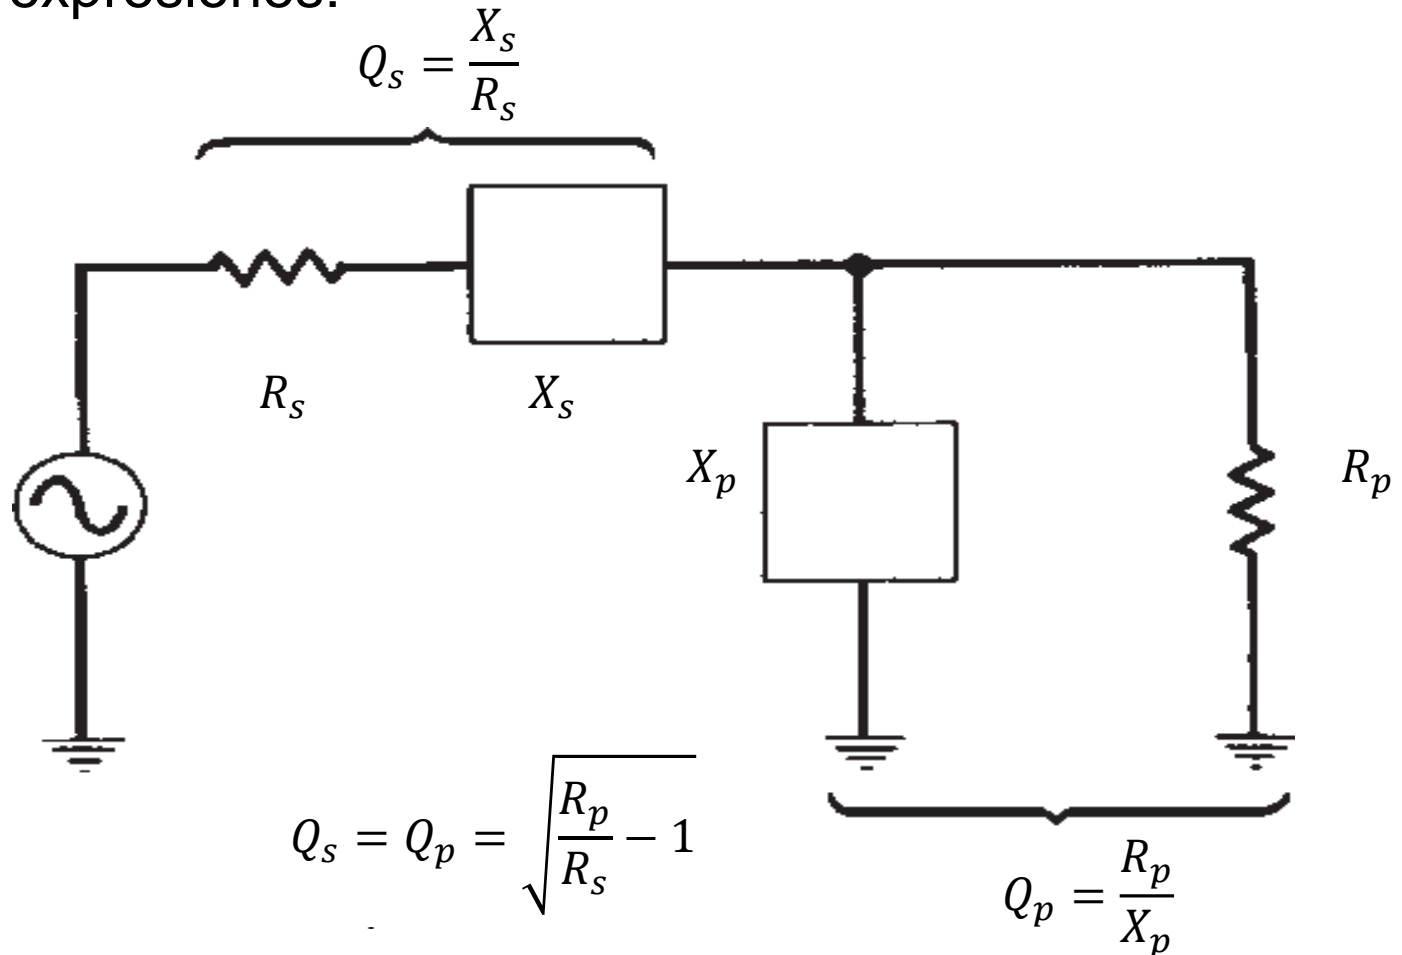 expresiones:
Q_s = X_s / R_s
R_s
X_s
X_p
R_p
Q_s = Q_p = √(R_p / R_s − 1)
Q_p = R_p / X_p